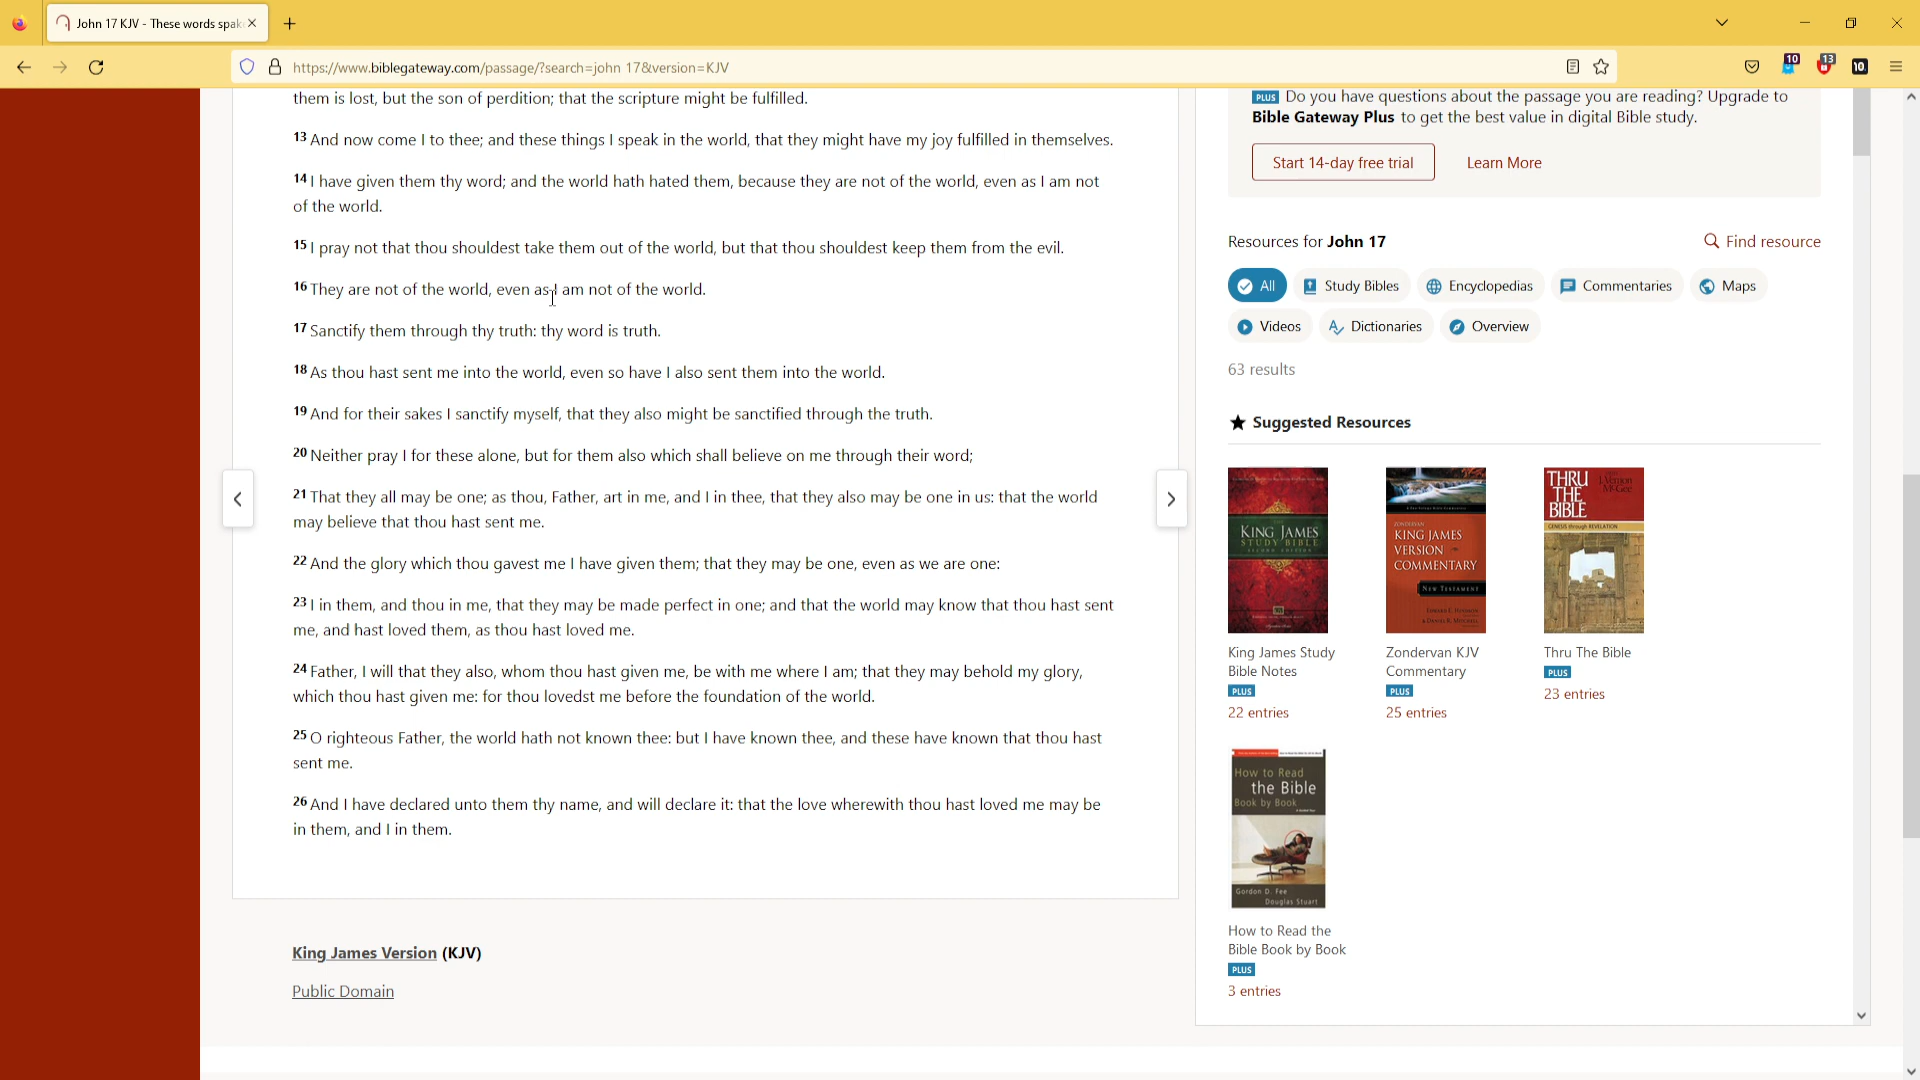 John 17 KJV - These words spak
https://www.biblegateway.com/passage/?search=john 17&version=KJV
10
13
10.
them is lost, but the son of perdition; that the scripture might be fulfilled.
13 And now come I to thee; and these things I speak in the world, that they might have my joy fulfilled in themselves.
14 I have given them thy word; and the world hath hated them, because they are not of the world, even as I am not
of the world.
15 I pray not that thou shouldest take them out of the world, but that thou shouldest keep them from the evil.
16 They are not of the world, even as I am not of the world.
17 Sanctify them through thy truth: thy word is truth.
18 As thou hast sent me into the world, even so have I also sent them into the world.
19 And for their sakes I sanctify myself, that they also might be sanctified through the truth.
20 Neither pray I for these alone, but for them also which shall believe on me through their word;
21 That they all may be one; as thou, Father, art in me, and I in thee, that they also may be one in us: that the world
may believe that thou hast sent me.
22 And the glory which thou gavest me I have given them; that they may be one, even as we are one:
23 I in them, and thou in me, that they may be made perfect in one; and that the world may know that thou hast sent
me, and hast loved them, as thou hast loved me.
24 Father, I will that they also, whom thou hast given me, be with me where I am; that they may behold my glory,
which thou hast given me: for thou lovedst me before the foundation of the world.
25 O righteous Father, the world hath not known thee: but I have known thee, and these have known that thou hast
sent me.
26 And I have declared unto them thy name, and will declare it: that the love wherewith thou hast loved me may be
in them, and I in them.
King James Version (KJV)
Public Domain
PLUS Do you have questions about the passage you are reading? Upgrade to
Bible Gateway Plus to get the best value in digital Bible study.
Start 14-day free trial
Learn More
Resources for John 17
Find resource
All
Study Bibles
Encyclopedias
Commentaries
Maps
Videos
Dictionaries
Overview
63 results
Suggested Resources
KING JAMES
STUDY BIBLE
SECOND EDITION
King James Study
Bible Notes
PLUS
22 entries
ZONDERVAN
KING JAMES
VERSION
COMMENTARY
NEW TESTAMENT
Zondervan KJV
Commentary
PLUS
25 entries
THRU
THE
BIBLE
J. Vernon
McGee
GENESIS through REVELATION
Thru The Bible
PLUS
23 entries
How to Read
the Bible
Book by Book
Gordon D. Fee
Douglas Stuart
How to Read the
Bible Book by Book
PLUS
3 entries